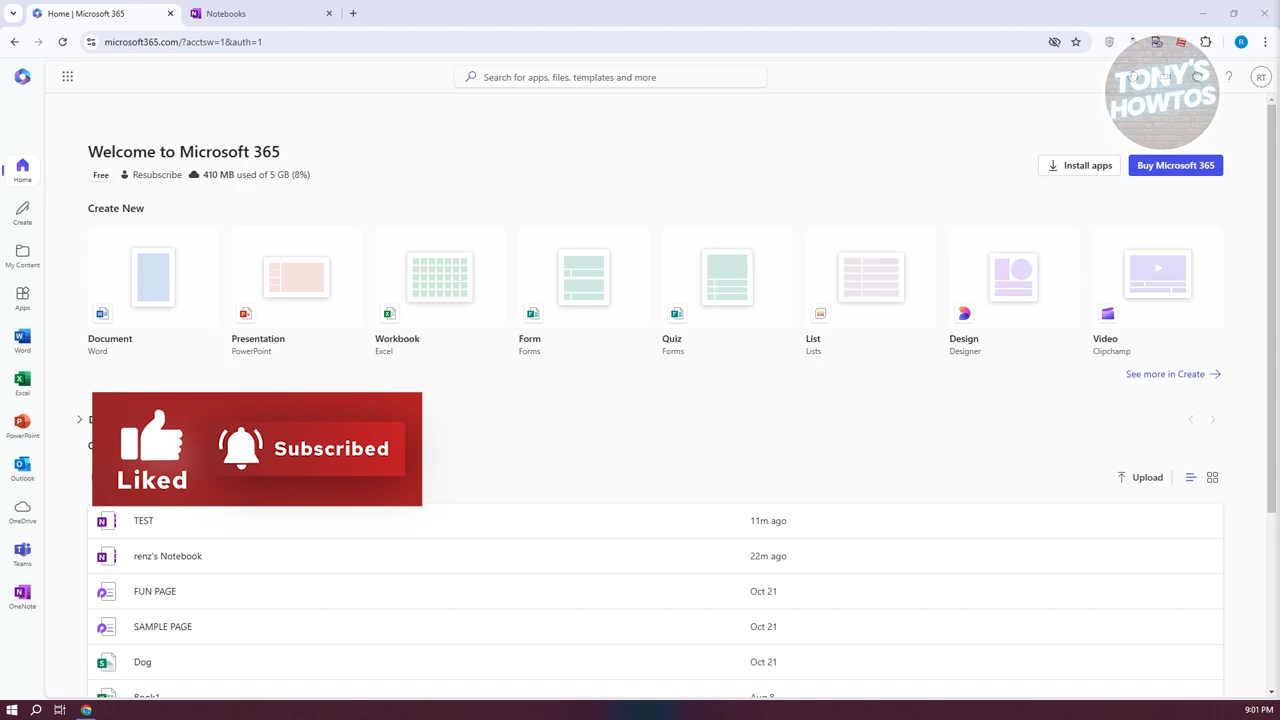 Home | Microsoft 365
Notebooks
microsoft365.com/?acctsw=1&auth=1
R
Search for apps, files, templates and more
RT
TONY'S
HOWTOS
Welcome to Microsoft 365
Free Resubscribe 410 MB used of 5 GB (8%)
Install apps
Buy Microsoft 365
Create New
Home
Create
My Content
Apps
Word
Excel
PowerPoint
Outlook
OneDrive
Teams
OneNote
Document
Word
Presentation
PowerPoint
Workbook
Excel
Form
Forms
Quiz
Forms
List
Lists
Design
Designer
Video
Clipchamp
See more in Create
Liked
Subscribed
Upload
TEST 11m ago
renz's Notebook 22m ago
FUN PAGE Oct 21
SAMPLE PAGE Oct 21
Dog Oct 21
Book1 Aug 8
9:01 PM